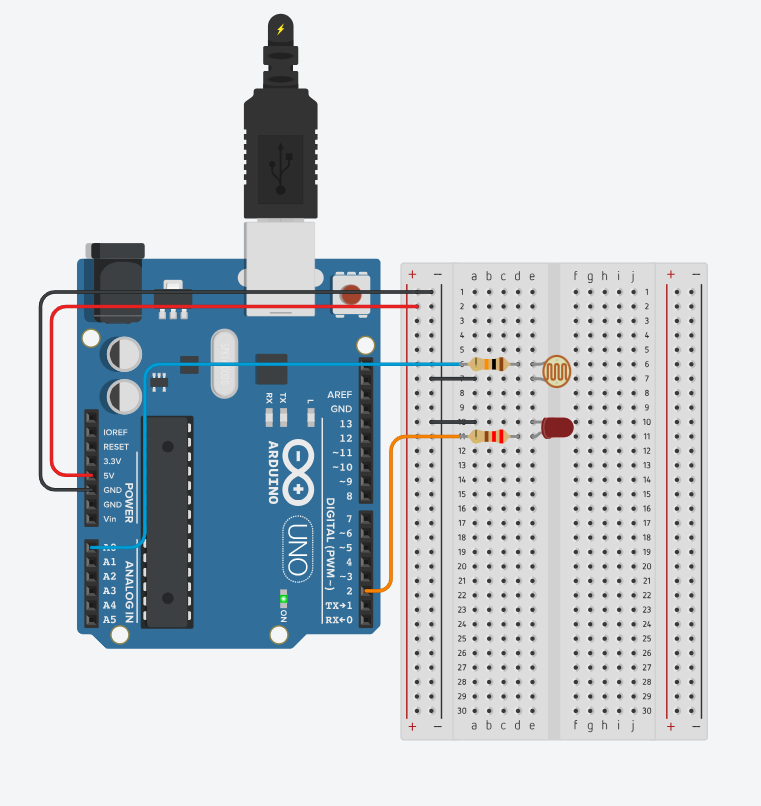 + − a b c d e f g h i j + −
1 1
2 2
3 3
4 4
5 5
6 6
7 7
8 8
9 9
10 10
11 11
12 12
13 13
14 14
15 15
16 16
17 17
18 18
19 19
20 20
21 21
22 22
23 23
24 24
25 25
26 26
27 27
28 28
29 29
30 30
+ − a b c d e f g h i j + −
IOREF
RESET
3.3V
5V
GND
GND
Vin
POWER
A0
A1
A2
A3
A4
A5
ANALOG IN
RX
TX
L
ARDUINO
UNO
ON
AREF
GND
13
12
~11
~10
~9
8
7
~6
~5
4
~3
2
TX→1
RX←0
DIGITAL (PWM~)